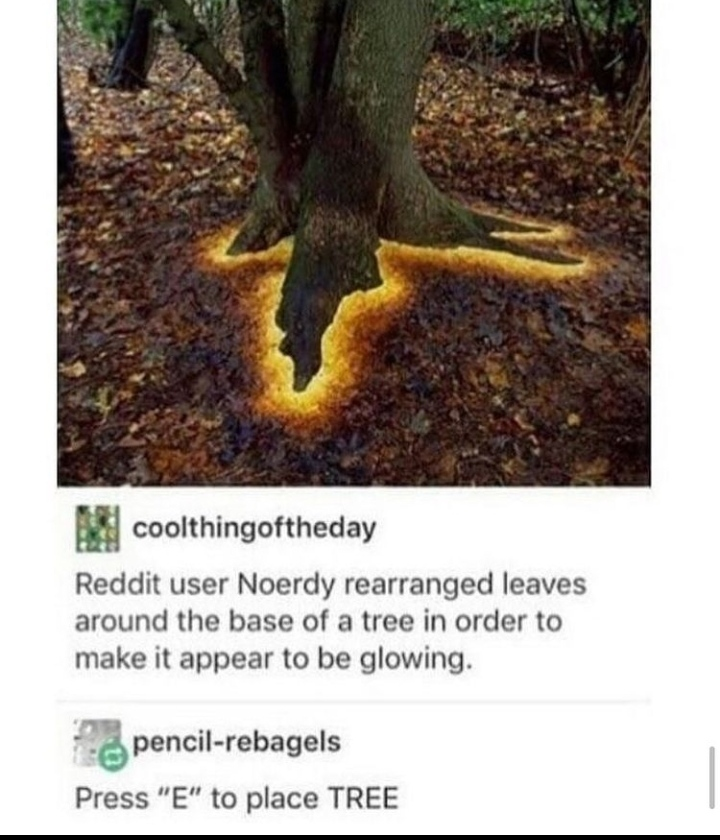 coolthingoftheday
Reddit user Noerdy rearranged leaves
around the base of a tree in order to
make it appear to be glowing.
pencil-rebagels
Press "E" to place TREE